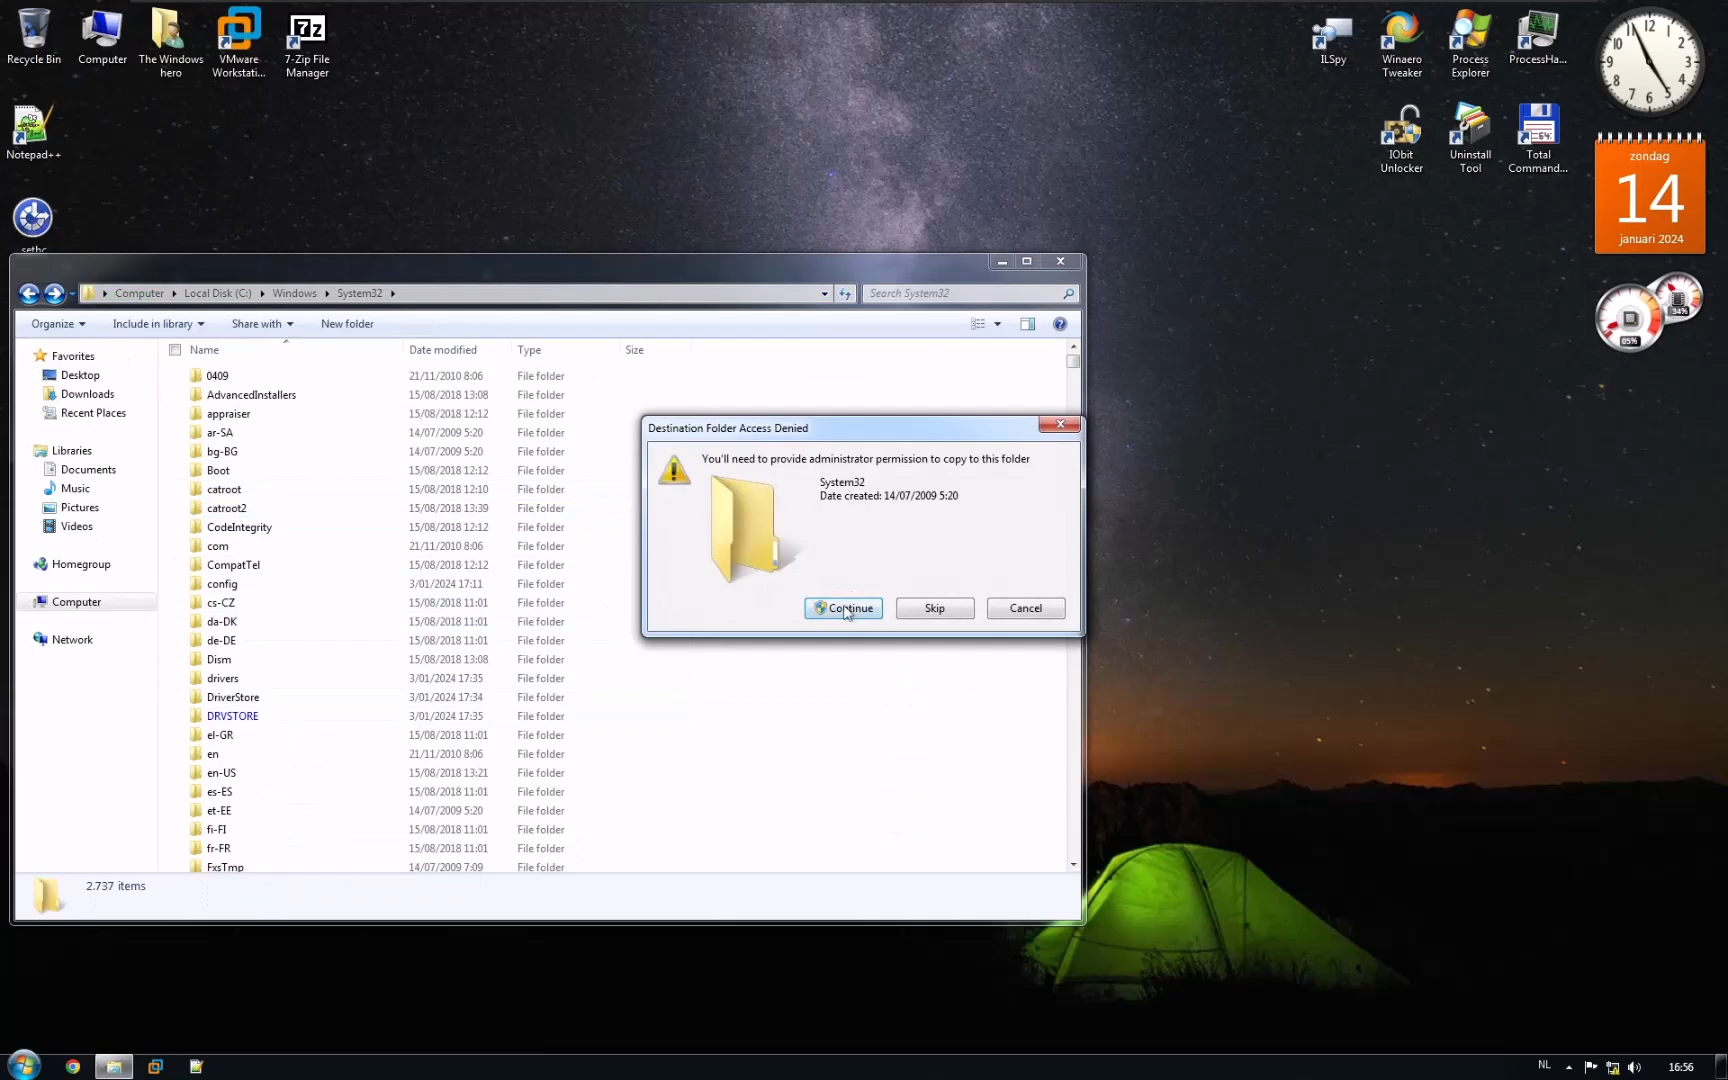 Recycle Bin
Computer
The Windows
hero
VMware
Workstati...
7-Zip File
Manager
7z
ILSpy
Winaero
Tweaker
Process
Explorer
ProcessHa...
Notepad++
IObit
Unlocker
Uninstall
Tool
Total
Command...
64
sethc
12
1
2
3
4
5
6
7
8
9
10
11
zondag
14
januari 2024
34%
05%
Computer
Local Disk (C:)
Windows
System32
Search System32
Organize
Include in library
Share with
New folder
Favorites
Desktop
Downloads
Recent Places
Libraries
Documents
Music
Pictures
Videos
Homegroup
Computer
Network
Name Date modified Type Size
0409 21/11/2010 8:06 File folder
AdvancedInstallers 15/08/2018 13:08 File folder
appraiser 15/08/2018 12:12 File folder
ar-SA 14/07/2009 5:20 File folder
bg-BG 14/07/2009 5:20 File folder
Boot 15/08/2018 12:12 File folder
catroot 15/08/2018 12:10 File folder
catroot2 15/08/2018 13:39 File folder
CodeIntegrity 15/08/2018 12:12 File folder
com 21/11/2010 8:06 File folder
CompatTel 15/08/2018 12:12 File folder
config 3/01/2024 17:11 File folder
cs-CZ 15/08/2018 11:01 File folder
da-DK 15/08/2018 11:01 File folder
de-DE 15/08/2018 11:01 File folder
Dism 15/08/2018 13:08 File folder
drivers 3/01/2024 17:35 File folder
DriverStore 3/01/2024 17:34 File folder
DRVSTORE 3/01/2024 17:35 File folder
el-GR 15/08/2018 11:01 File folder
en 21/11/2010 8:06 File folder
en-US 15/08/2018 13:21 File folder
es-ES 15/08/2018 11:01 File folder
et-EE 14/07/2009 5:20 File folder
fi-FI 15/08/2018 11:01 File folder
fr-FR 15/08/2018 11:01 File folder
FxsTmp 14/07/2009 7:09 File folder
2.737 items
Destination Folder Access Denied
You'll need to provide administrator permission to copy to this folder
System32
Date created: 14/07/2009 5:20
Continue
Skip
Cancel
NL
16:56